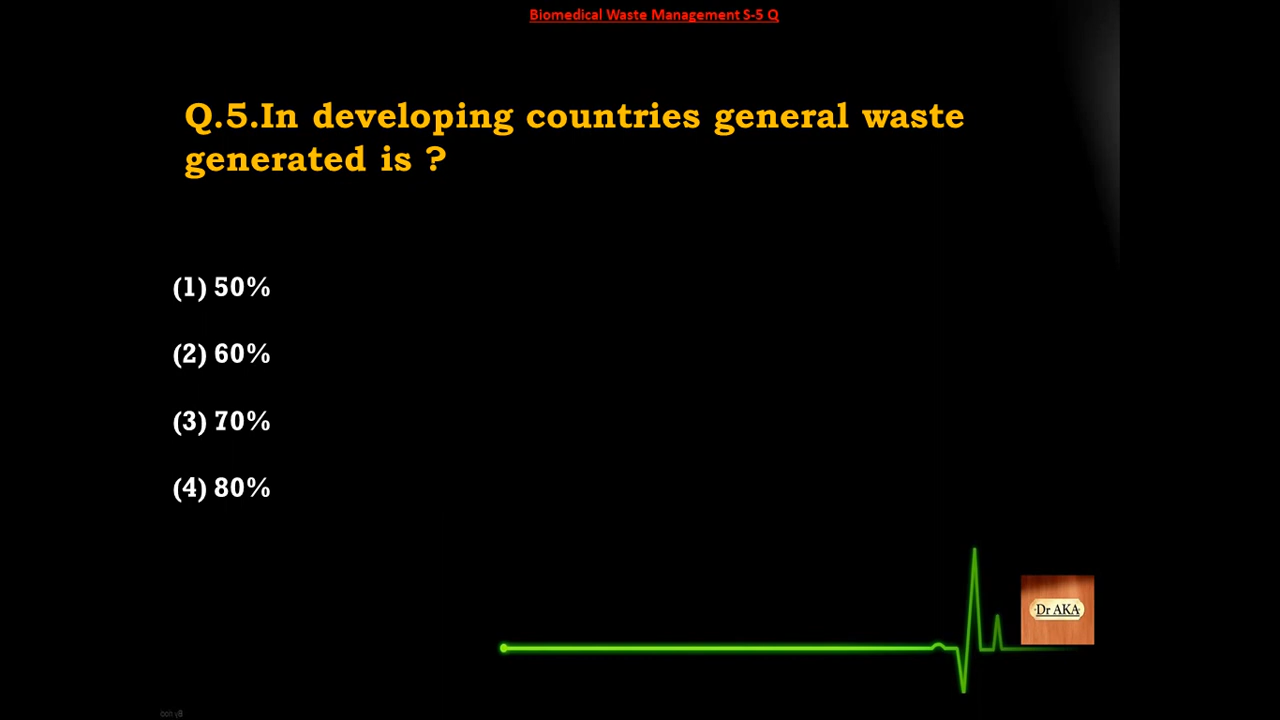 Biomedical Waste Management S-5 Q
Q.5.In developing countries general waste
generated is ?
(1) 50%
(2) 60%
(3) 70%
(4) 80%
Dr AKA